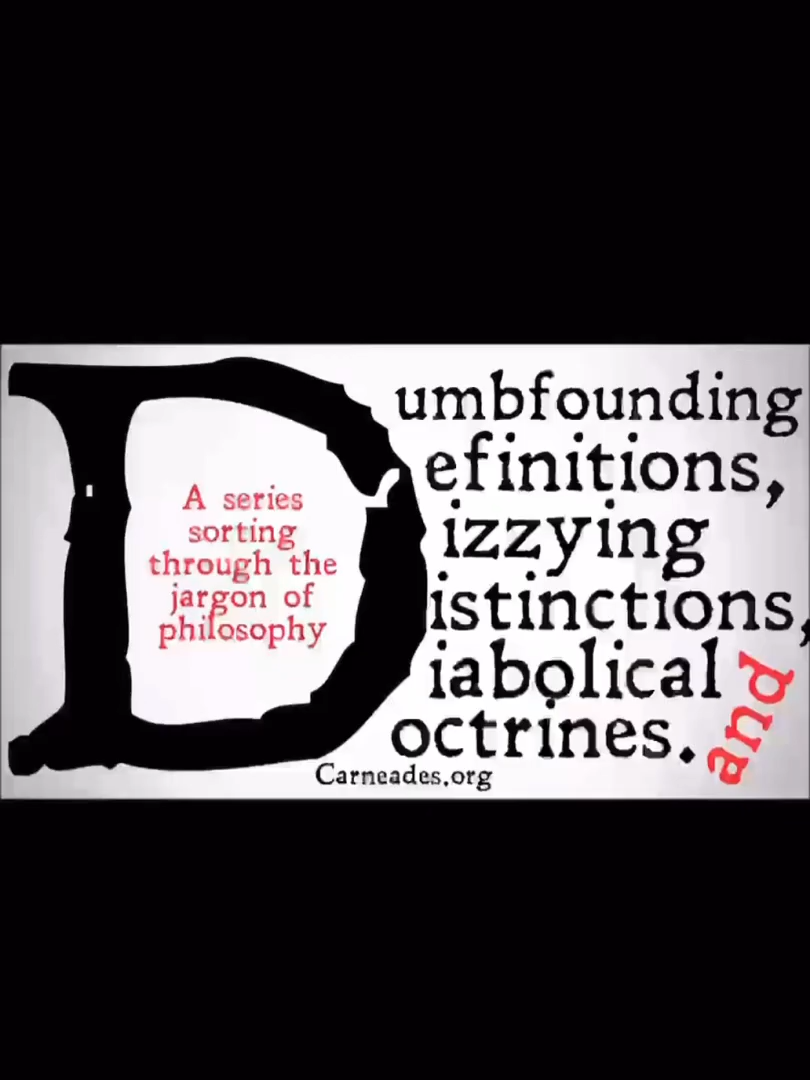 D
umbfounding
efinitions,
izzying
istinctions,
iabolical
and
octrines.
A series
sorting
through the
jargon of
philosophy
Carneades.org